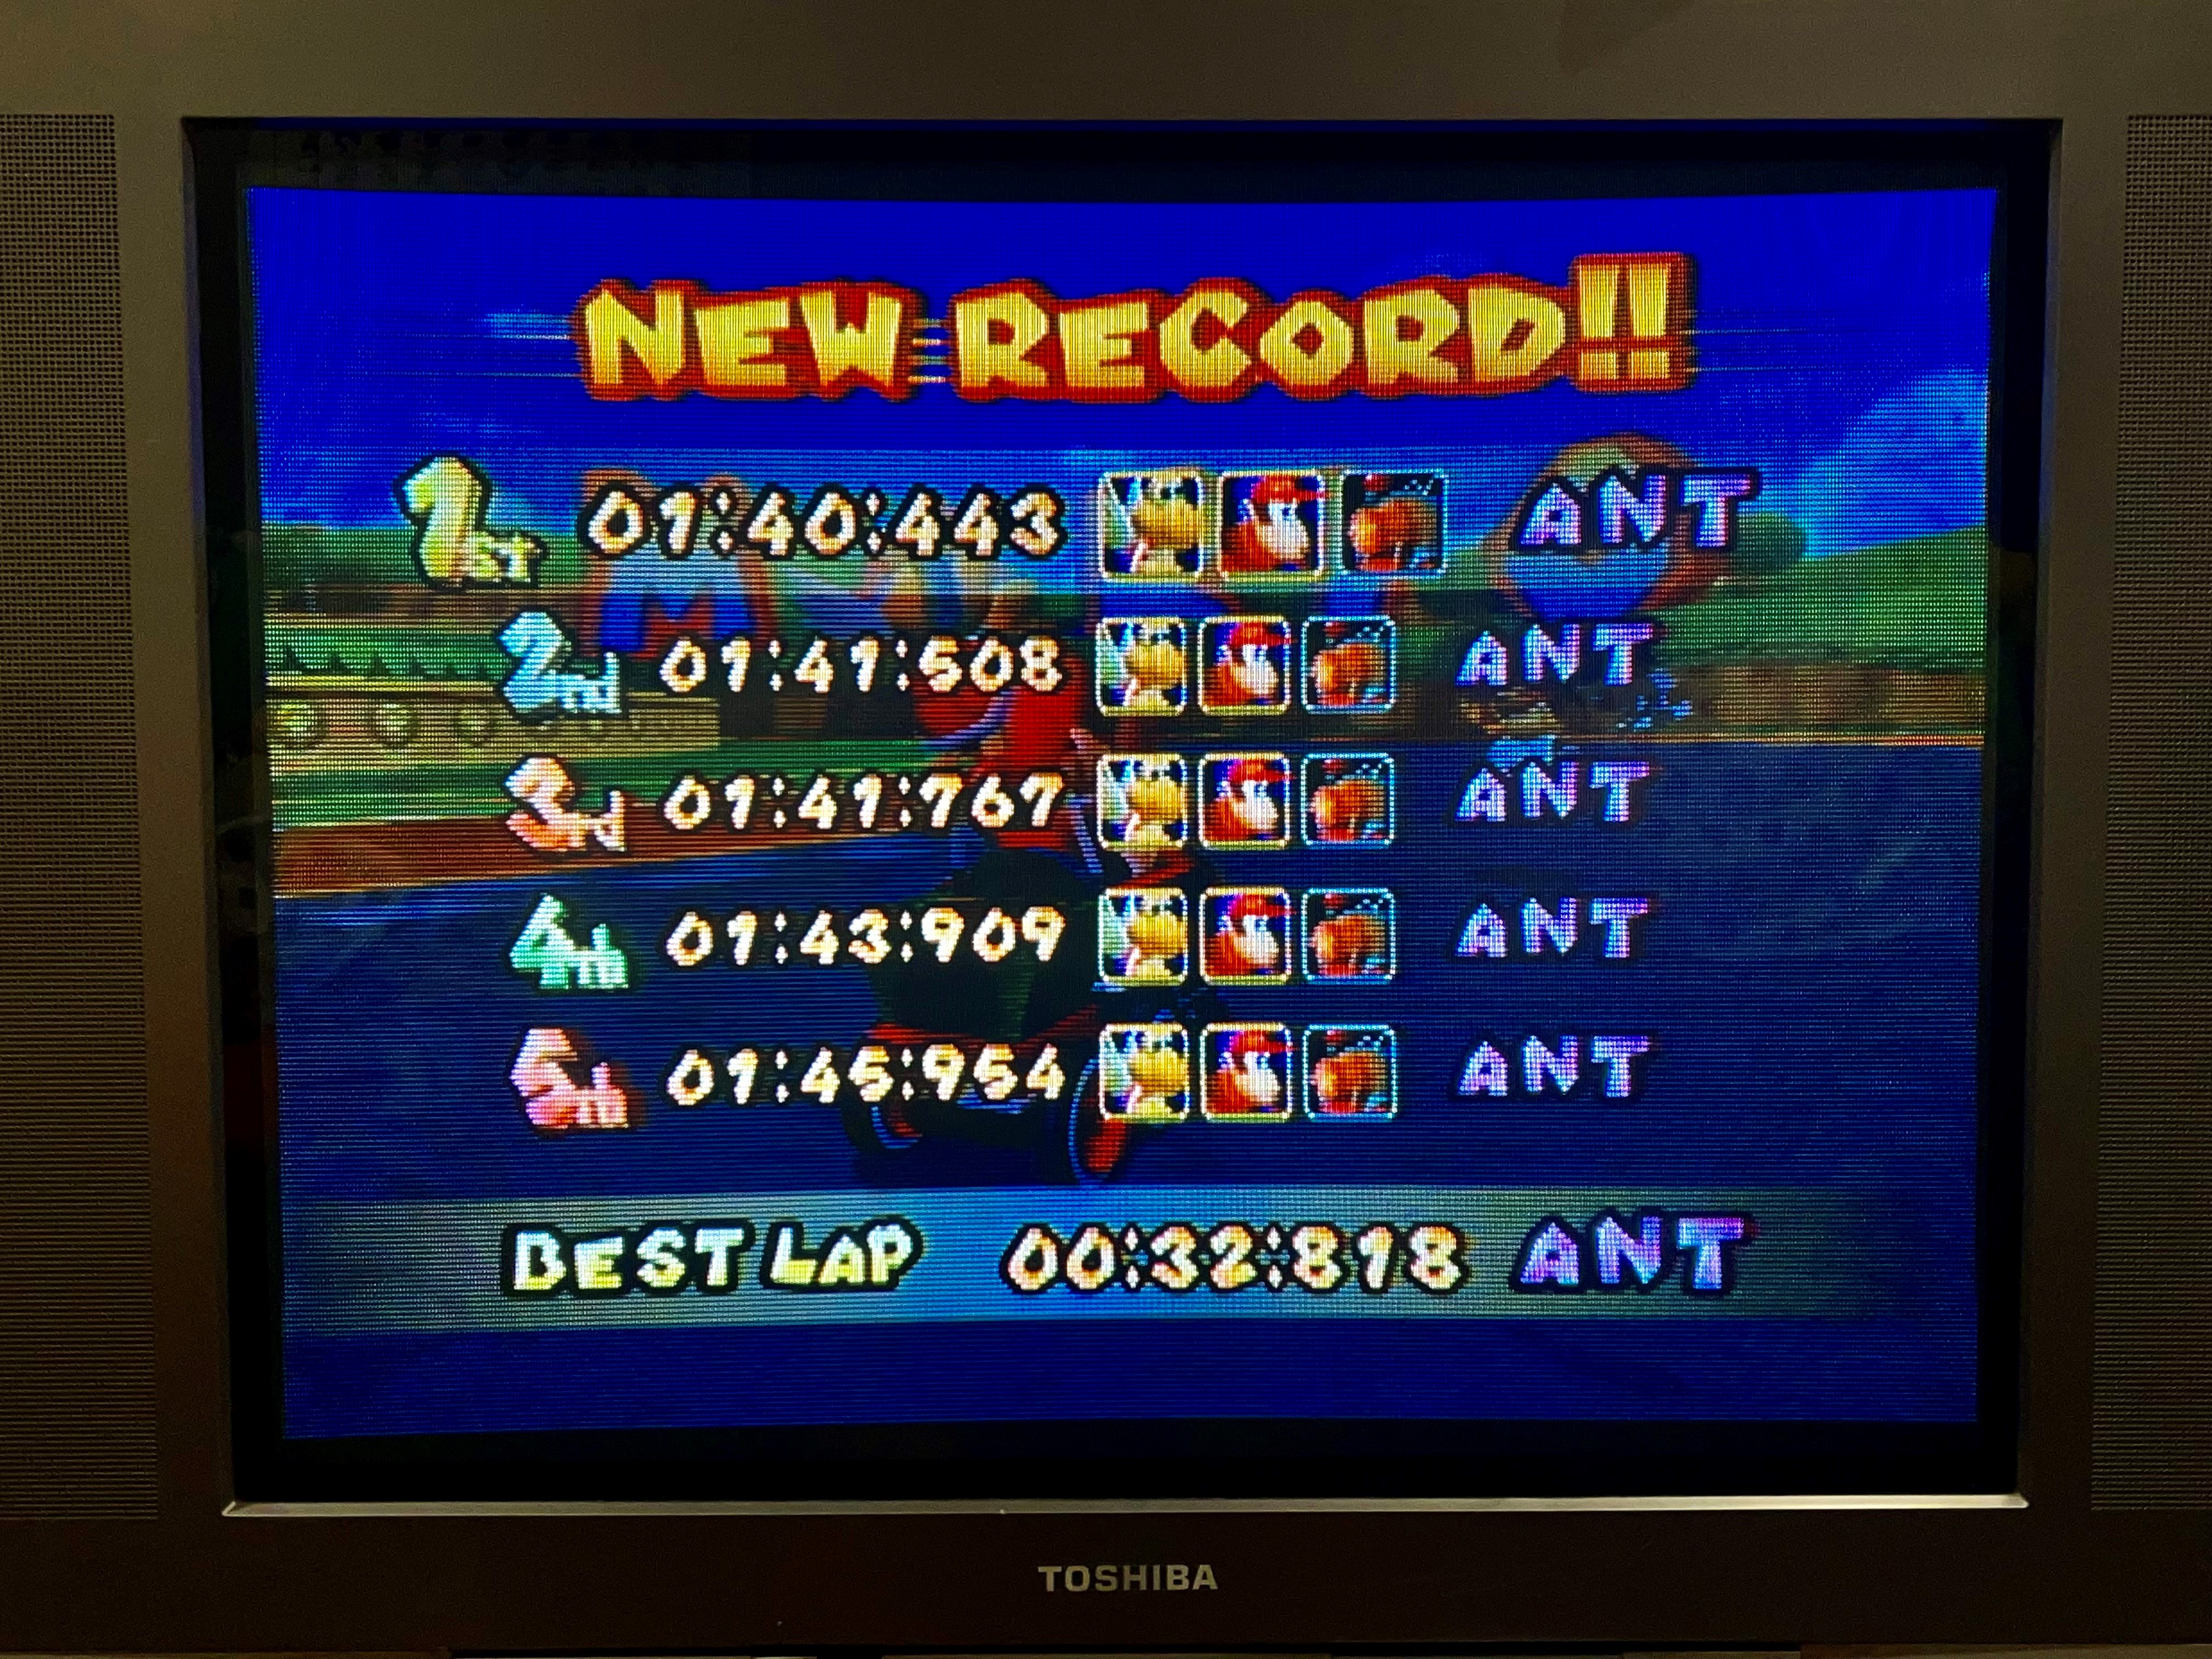 NEW RECORD!!
1ST 01:40:443 ANT
2nd 01:41:508 ANT
3rd 01:41:767 ANT
4th 01:43:909 ANT
5th 01:45:954 ANT
BEST LAP 00:32:818 ANT
TOSHIBA